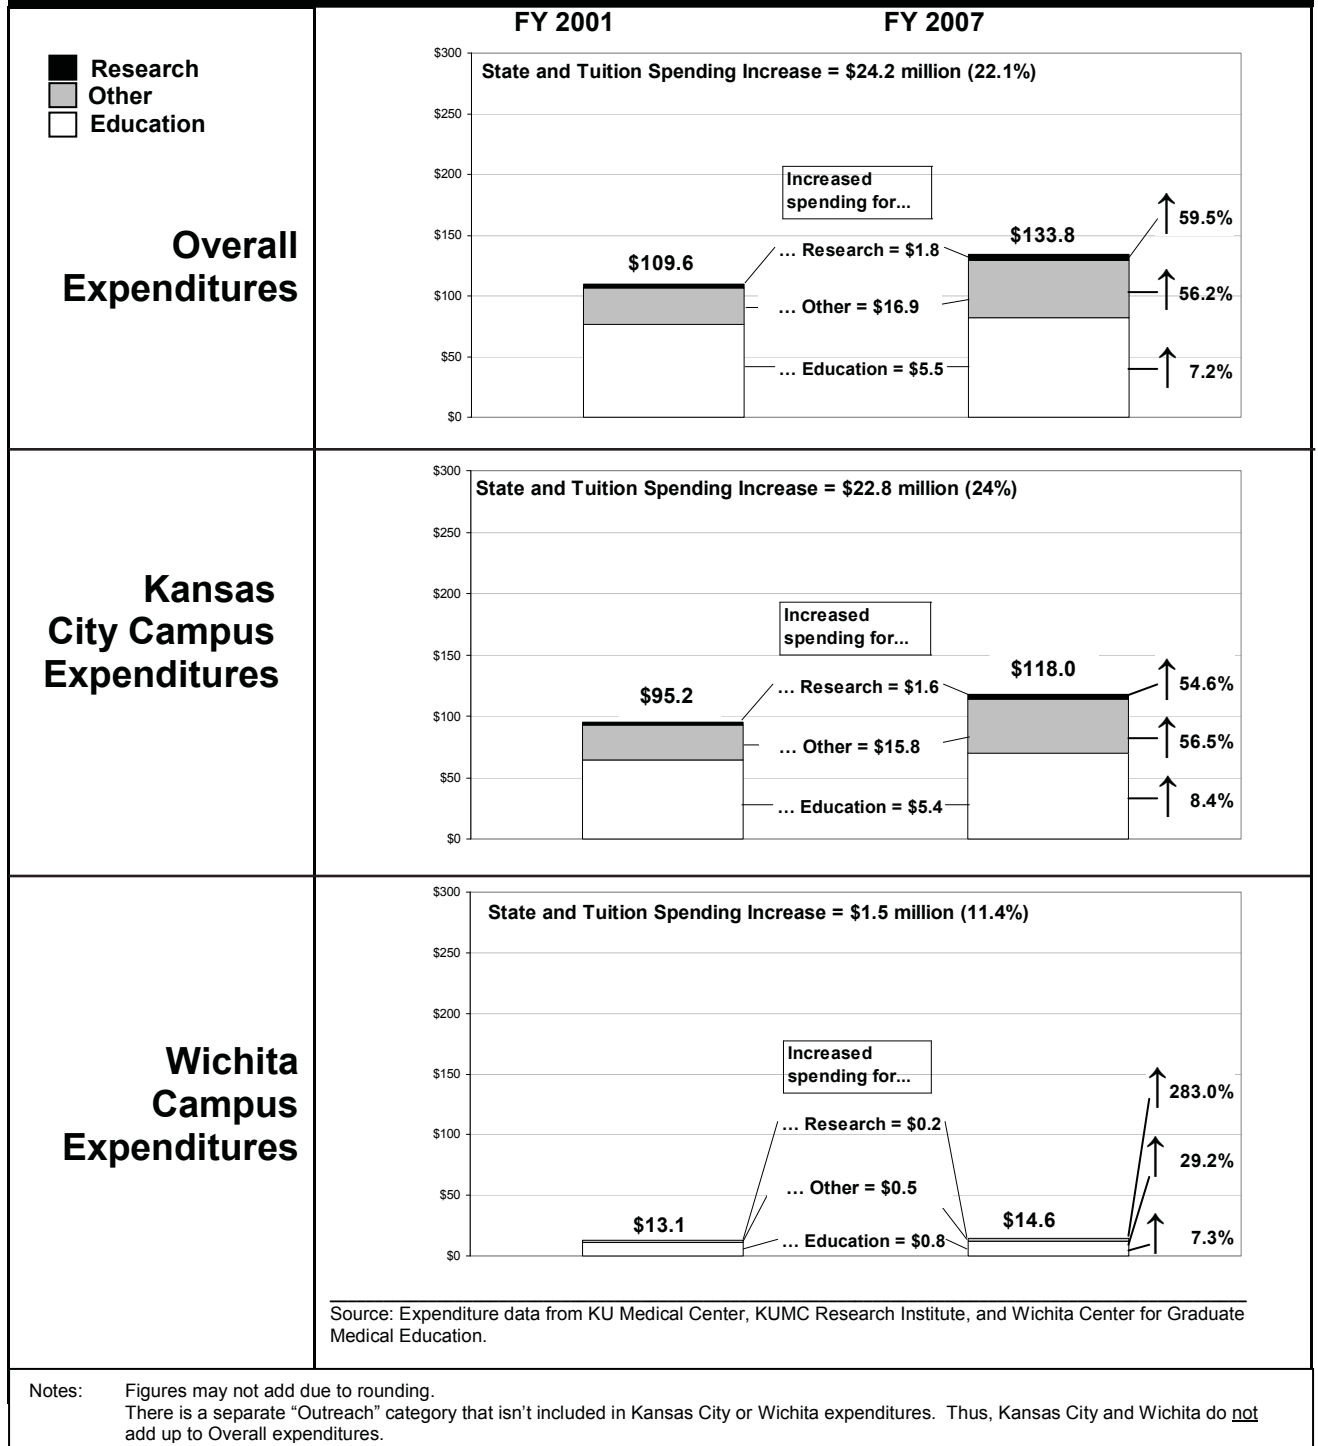 FY 2001 FY 2007
Research
Other
Education
Overall
Expenditures
$300
$250
$200
$150
$100
$50
$0
State and Tuition Spending Increase = $24.2 million (22.1%)
Increased
spending for...
$109.6
$133.8
… Research = $1.8
… Other = $16.9
… Education = $5.5
59.5%
56.2%
7.2%
Kansas
City Campus
Expenditures
$300
$250
$200
$150
$100
$50
$0
State and Tuition Spending Increase = $22.8 million (24%)
Increased
spending for...
$95.2
$118.0
… Research = $1.6
… Other = $15.8
… Education = $5.4
54.6%
56.5%
8.4%
Wichita
Campus
Expenditures
$300
$250
$200
$150
$100
$50
$0
State and Tuition Spending Increase = $1.5 million (11.4%)
Increased
spending for...
$13.1
$14.6
… Research = $0.2
… Other = $0.5
… Education = $0.8
283.0%
29.2%
7.3%
Source: Expenditure data from KU Medical Center, KUMC Research Institute, and Wichita Center for Graduate
Medical Education.
Notes: Figures may not add due to rounding.
There is a separate “Outreach” category that isn’t included in Kansas City or Wichita expenditures. Thus, Kansas City and Wichita do not
add up to Overall expenditures.